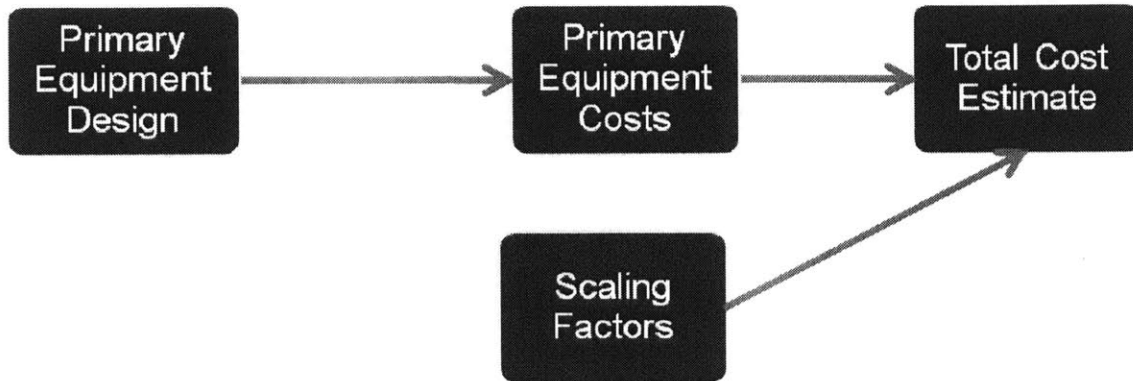 Primary
Equipment
Design
Primary
Equipment
Costs
Total Cost
Estimate
Scaling
Factors